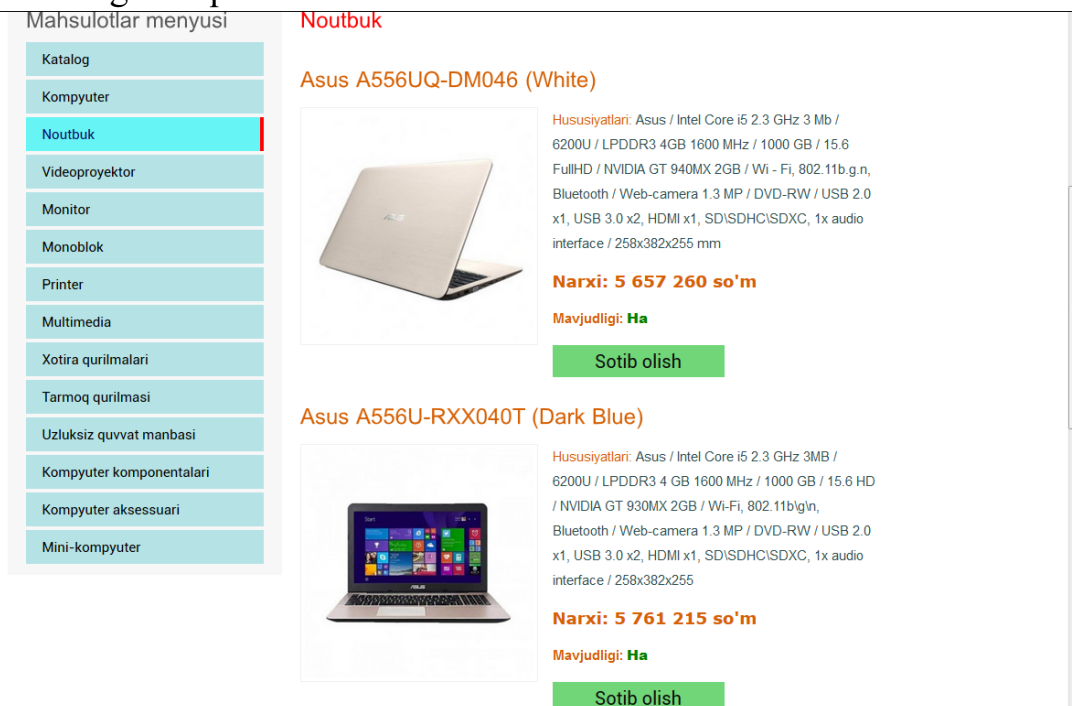 Mahsulotlar menyusi
Katalog
Kompyuter
Noutbuk
Videoproyektor
Monitor
Monoblok
Printer
Multimedia
Xotira qurilmalari
Tarmoq qurilmasi
Uzluksiz quvvat manbasi
Kompyuter komponentalari
Kompyuter aksessuari
Mini-kompyuter
Noutbuk
Asus A556UQ-DM046 (White)
ASUS
Hususiyatlari: Asus / Intel Core i5 2.3 GHz 3 Mb /
6200U / LPDDR3 4GB 1600 MHz / 1000 GB / 15.6
FullHD / NVIDIA GT 940MX 2GB / Wi - Fi, 802.11b.g.n,
Bluetooth / Web-camera 1.3 MP / DVD-RW / USB 2.0
x1, USB 3.0 x2, HDMI x1, SD\SDHC\SDXC, 1x audio
interface / 258x382x255 mm
Narxi: 5 657 260 so'm
Mavjudligi: Ha
Sotib olish
Asus A556U-RXX040T (Dark Blue)
Start
ASUS
Hususiyatlari: Asus / Intel Core i5 2.3 GHz 3MB /
6200U / LPDDR3 4 GB 1600 MHz / 1000 GB / 15.6 HD
/ NVIDIA GT 930MX 2GB / Wi-Fi, 802.11b\g\n,
Bluetooth / Web-camera 1.3 MP / DVD-RW / USB 2.0
x1, USB 3.0 x2, HDMI x1, SD\SDHC\SDXC, 1x audio
interface / 258x382x255
Narxi: 5 761 215 so'm
Mavjudligi: Ha
Sotib olish